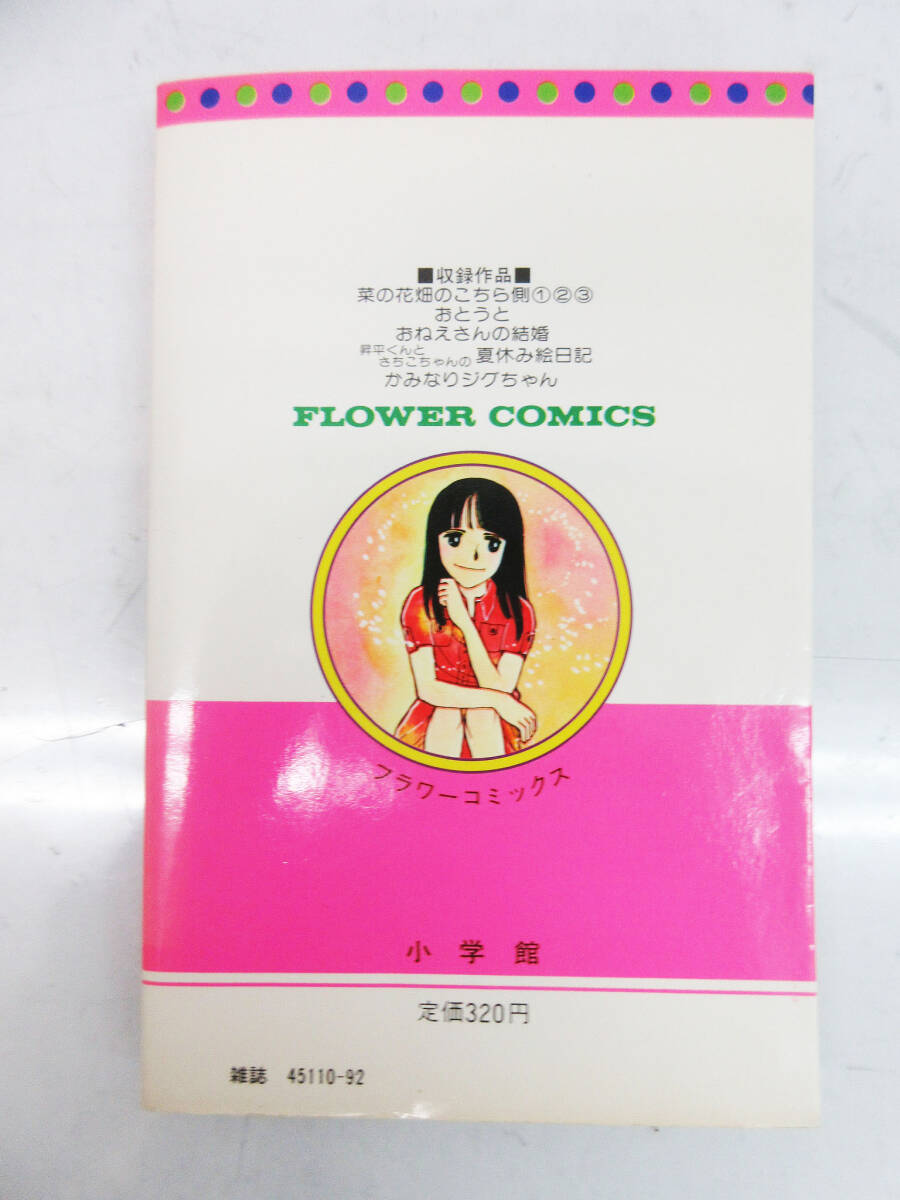 ■収録作品■
菜の花畑のこちら側①②③
おとうと
おねえさんの結婚
昇平くんと
さちこちゃんの 夏休み絵日記
かみなりジグちゃん
FLOWER COMICS
フラワーコミックス
小学館
定価320円
雑誌 45110-92